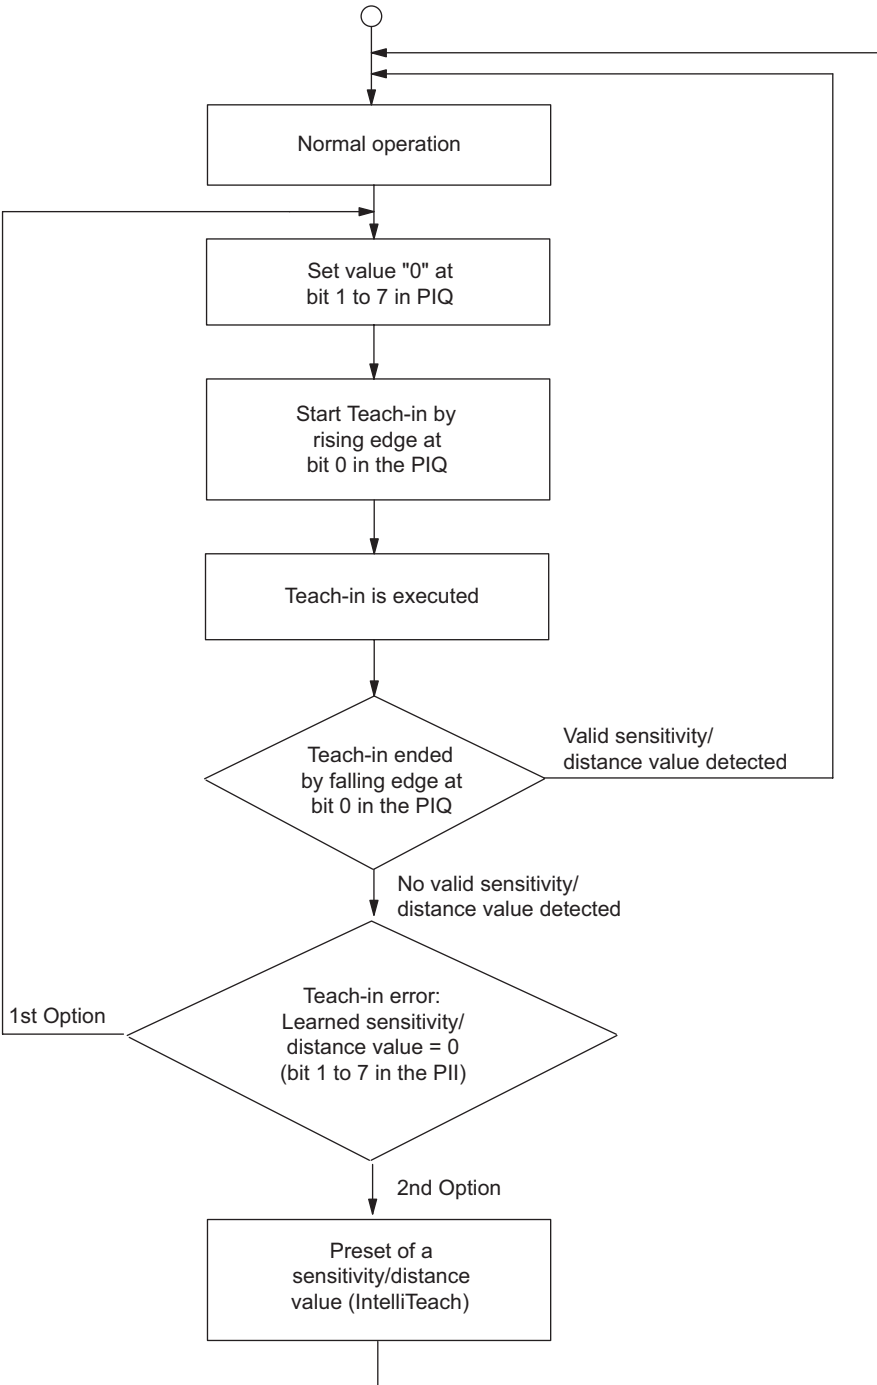 Normal operation
Set value "0" at
bit 1 to 7 in PIQ
Start Teach-in by
rising edge at
bit 0 in the PIQ
Teach-in is executed
Teach-in ended
by falling edge at
bit 0 in the PIQ
Valid sensitivity/
distance value detected
No valid sensitivity/
distance value detected
Teach-in error:
Learned sensitivity/
distance value = 0
(bit 1 to 7 in the PII)
1st Option
2nd Option
Preset of a
sensitivity/distance
value (IntelliTeach)